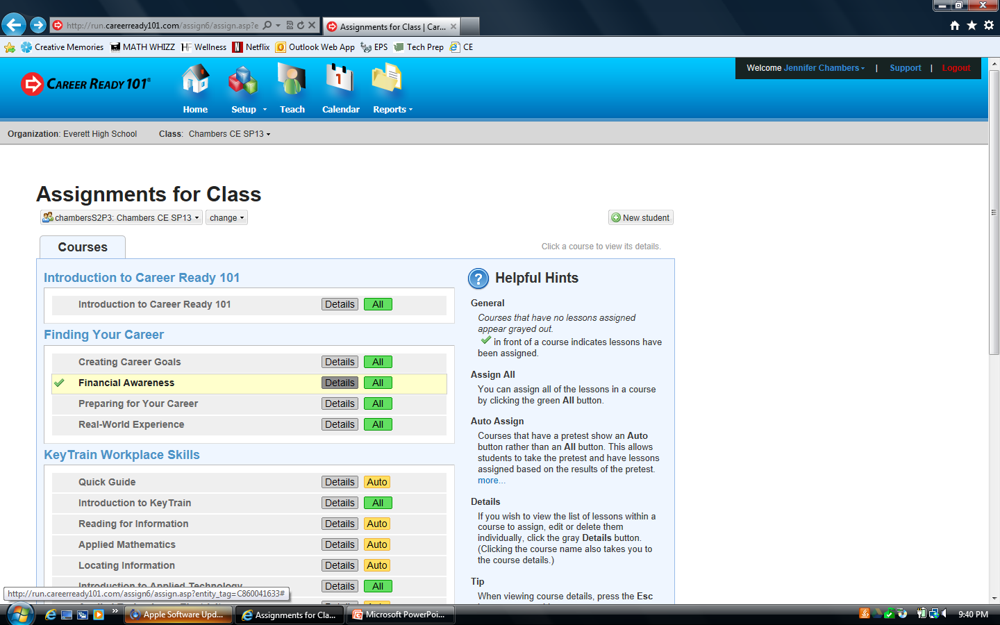 http://run.careerready101.com/assign6/assign.asp?e
Assignments for Class | Car...
Creative Memories
MATH WHIZZ
HF Wellness
N Netflix
Outlook Web App
EPS
Tech Prep
CE
CAREER READY 101®
Home
Setup
Teach
1
Calendar
Reports
Welcome Jennifer Chambers | Support | Logout
Organization: Everett High School
Class: Chambers CE SP13
Assignments for Class
chambersS2P3: Chambers CE SP13
change
New student
Courses
Click a course to view its details.
Introduction to Career Ready 101
Introduction to Career Ready 101 Details All
Finding Your Career
Creating Career Goals Details All
Financial Awareness Details All
Preparing for Your Career Details All
Real-World Experience Details All
KeyTrain Workplace Skills
Quick Guide Details Auto
Introduction to KeyTrain Details All
Reading for Information Details Auto
Applied Mathematics Details Auto
Locating Information Details Auto
Introduction to Applied Technology Details All
? Helpful Hints
General
Courses that have no lessons assigned
appear grayed out.
in front of a course indicates lessons have
been assigned.
Assign All
You can assign all of the lessons in a course
by clicking the green All button.
Auto Assign
Courses that have a pretest show an Auto
button rather than an All button. This allows
students to take the pretest and have lessons
assigned based on the results of the pretest.
more...
Details
If you wish to view the list of lessons within a
course to assign, edit or delete them
individually, click the gray Details button.
(Clicking the course name also takes you to
the course details.)
Tip
When viewing course details, press the Esc
http://run.careerready101.com/assign6/assign.asp?entity_tag=C860041633#
Apple Software Upd...
Assignments for Cla...
Microsoft PowerPoi...
9:40 PM